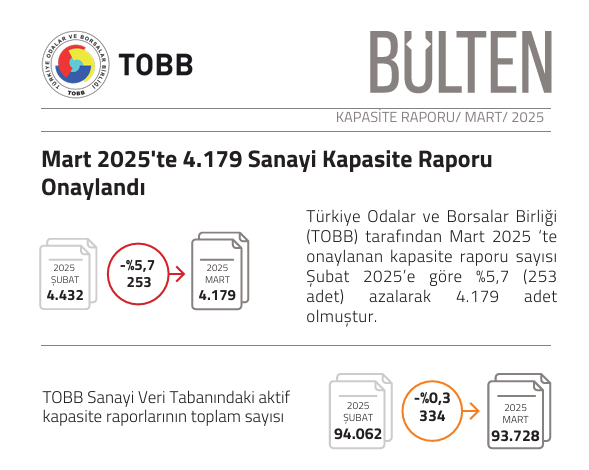 TÜRKİYE ODALAR VE BORSALAR BİRLİĞİ
TOBB
TOBB
BÜLTEN
KAPASİTE RAPORU/ MART/ 2025
Mart 2025'te 4.179 Sanayi Kapasite Raporu
Onaylandı
2025
ŞUBAT
4.432
-%5,7
253
2025
MART
4.179
Türkiye Odalar ve Borsalar Birliği
(TOBB) tarafından Mart 2025 ‘te
onaylanan kapasite raporu sayısı
Şubat 2025’e göre %5,7 (253
adet) azalarak 4.179 adet
olmuştur.
TOBB Sanayi Veri Tabanındaki aktif
kapasite raporlarının toplam sayısı
2025
ŞUBAT
94.062
-%0,3
334
2025
MART
93.728